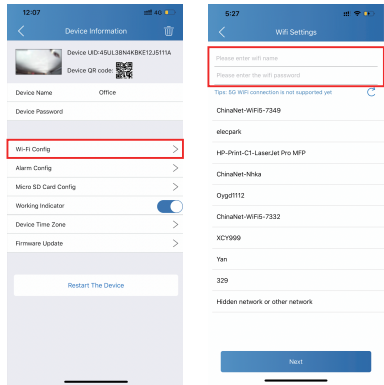 12:07
4G
Device Information
Device UID:45UL38N4KBKE12J5111A
Device QR code:
Device Name Office
Device Password
Wi-Fi Config
Alarm Config
Micro SD Card Config
Working Indicator
Device Time Zone
Firmware Update
Restart The Device
5:27
Wifi Settings
Please enter wifi name
Please enter the wifi password
Tips: 5G WiFi connection is not supported yet
ChinaNet-WiFi5-7349
elecpark
HP-Print-C1-LaserJet Pro MFP
ChinaNet-Nhka
Oygd1112
ChinaNet-WiFi5-7332
XCY999
Yan
329
Hidden network or other network
Next